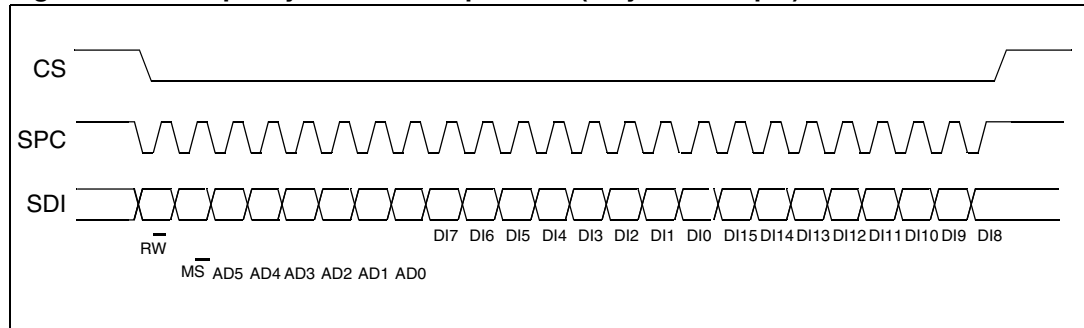 CS
SPC
SDI
DI7 DI6 DI5 DI4 DI3 DI2 DI1 DI0 DI15 DI14 DI13 DI12 DI11 DI10 DI9 DI8
RW
MS AD5 AD4 AD3 AD2 AD1 AD0